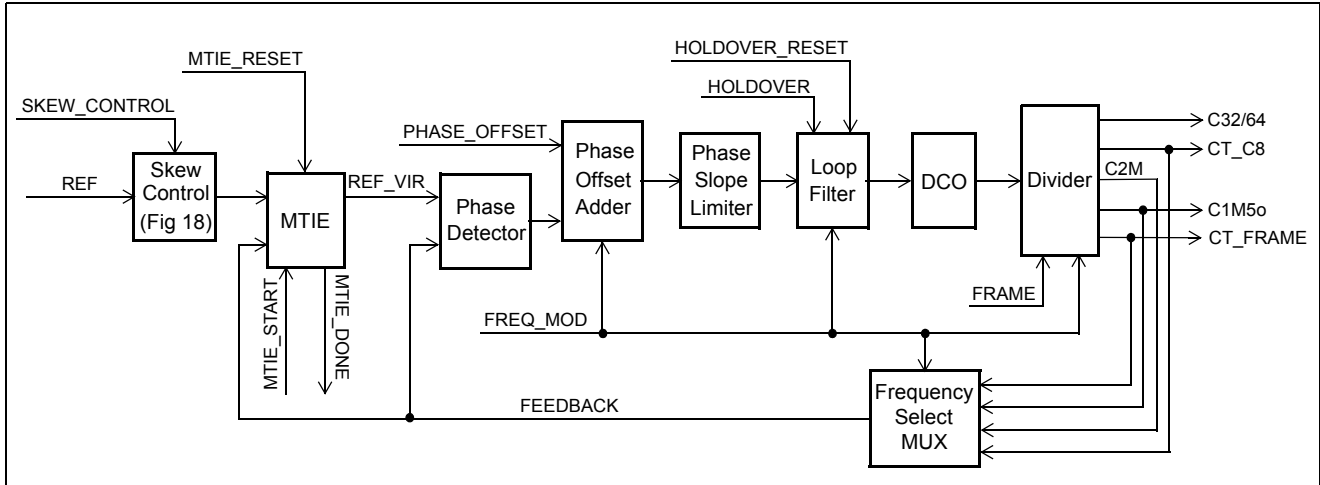 MTIE_RESET
HOLDOVER_RESET
HOLDOVER
SKEW_CONTROL
PHASE_OFFSET
REF
Skew
Control
(Fig 18)
MTIE
REF_VIR
Phase
Detector
Phase
Offset
Adder
Phase
Slope
Limiter
Loop
Filter
DCO
Divider
C32/64
CT_C8
C2M
C1M5o
CT_FRAME
MTIE_START
MTIE_DONE
FREQ_MOD
FRAME
FEEDBACK
Frequency
Select
MUX